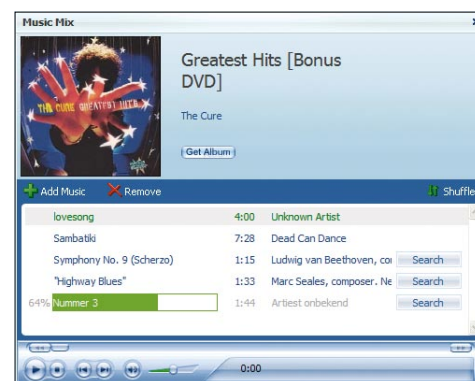 Music Mix
THE CURE GREATEST HITS
Greatest Hits [Bonus
DVD]
The Cure
Get Album
Add Music Remove Shuffle
lovesong 4:00 Unknown Artist
Sambatiki 7:28 Dead Can Dance
Symphony No. 9 (Scherzo) 1:15 Ludwig van Beethoven, co Search
"Highway Blues" 1:33 Marc Seales, composer. Ne Search
64% Nummer 3 1:44 Artiest onbekend Search
0:00